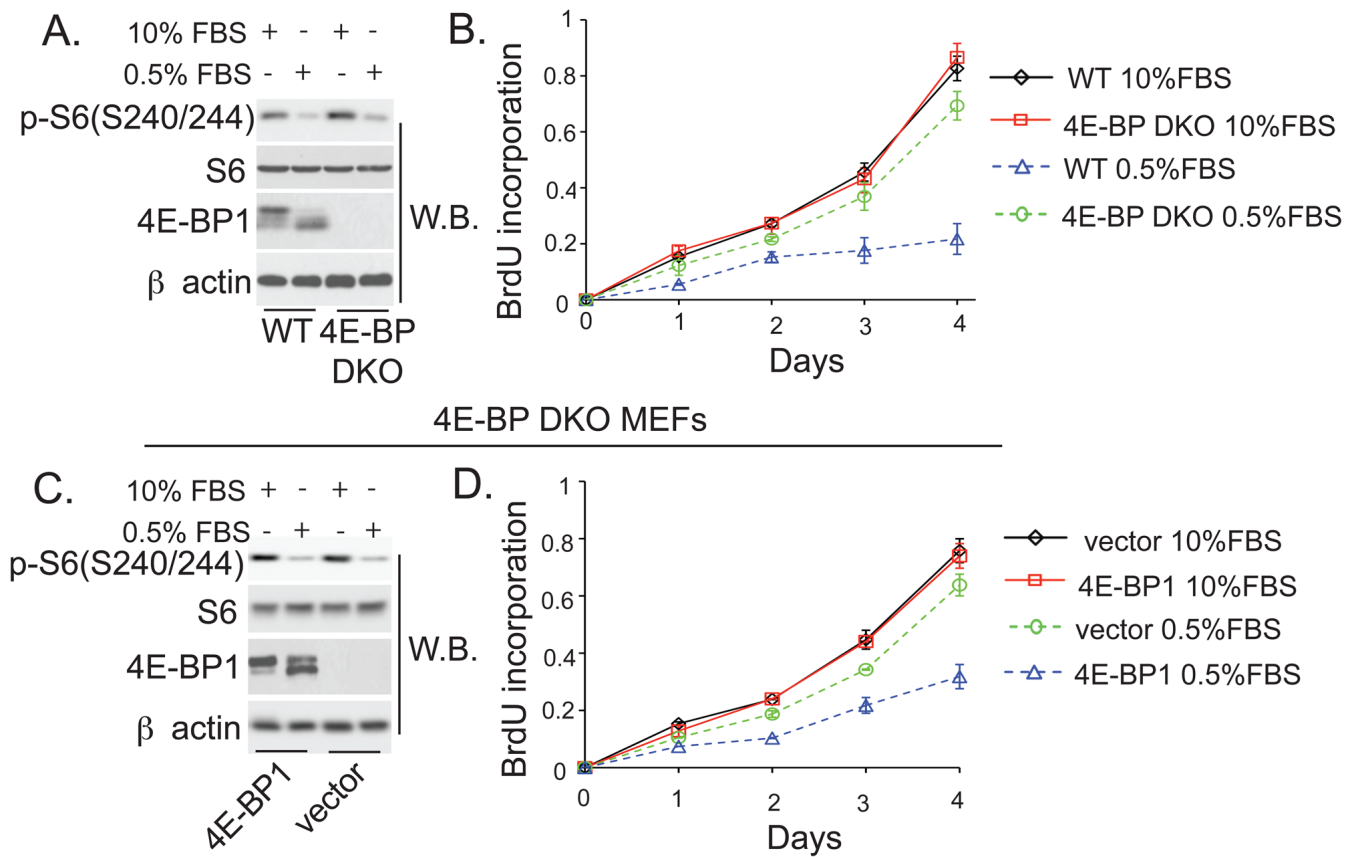 A.
10% FBS + - + -
0.5% FBS - + - +
p-S6(S240/244)
S6
4E-BP1
β actin
W.B.
WT 4E-BP
DKO
B.
BrdU incorporation
1
0.8
0.6
0.4
0.2
0
0 1 2 3 4
Days
WT 10%FBS
4E-BP DKO 10%FBS
WT 0.5%FBS
4E-BP DKO 0.5%FBS
4E-BP DKO MEFs
C.
10% FBS + - + -
0.5% FBS - + - +
p-S6(S240/244)
S6
4E-BP1
β actin
W.B.
4E-BP1
vector
D.
BrdU incorporation
1
0.8
0.6
0.4
0.2
0
0 1 2 3 4
Days
vector 10%FBS
4E-BP1 10%FBS
vector 0.5%FBS
4E-BP1 0.5%FBS